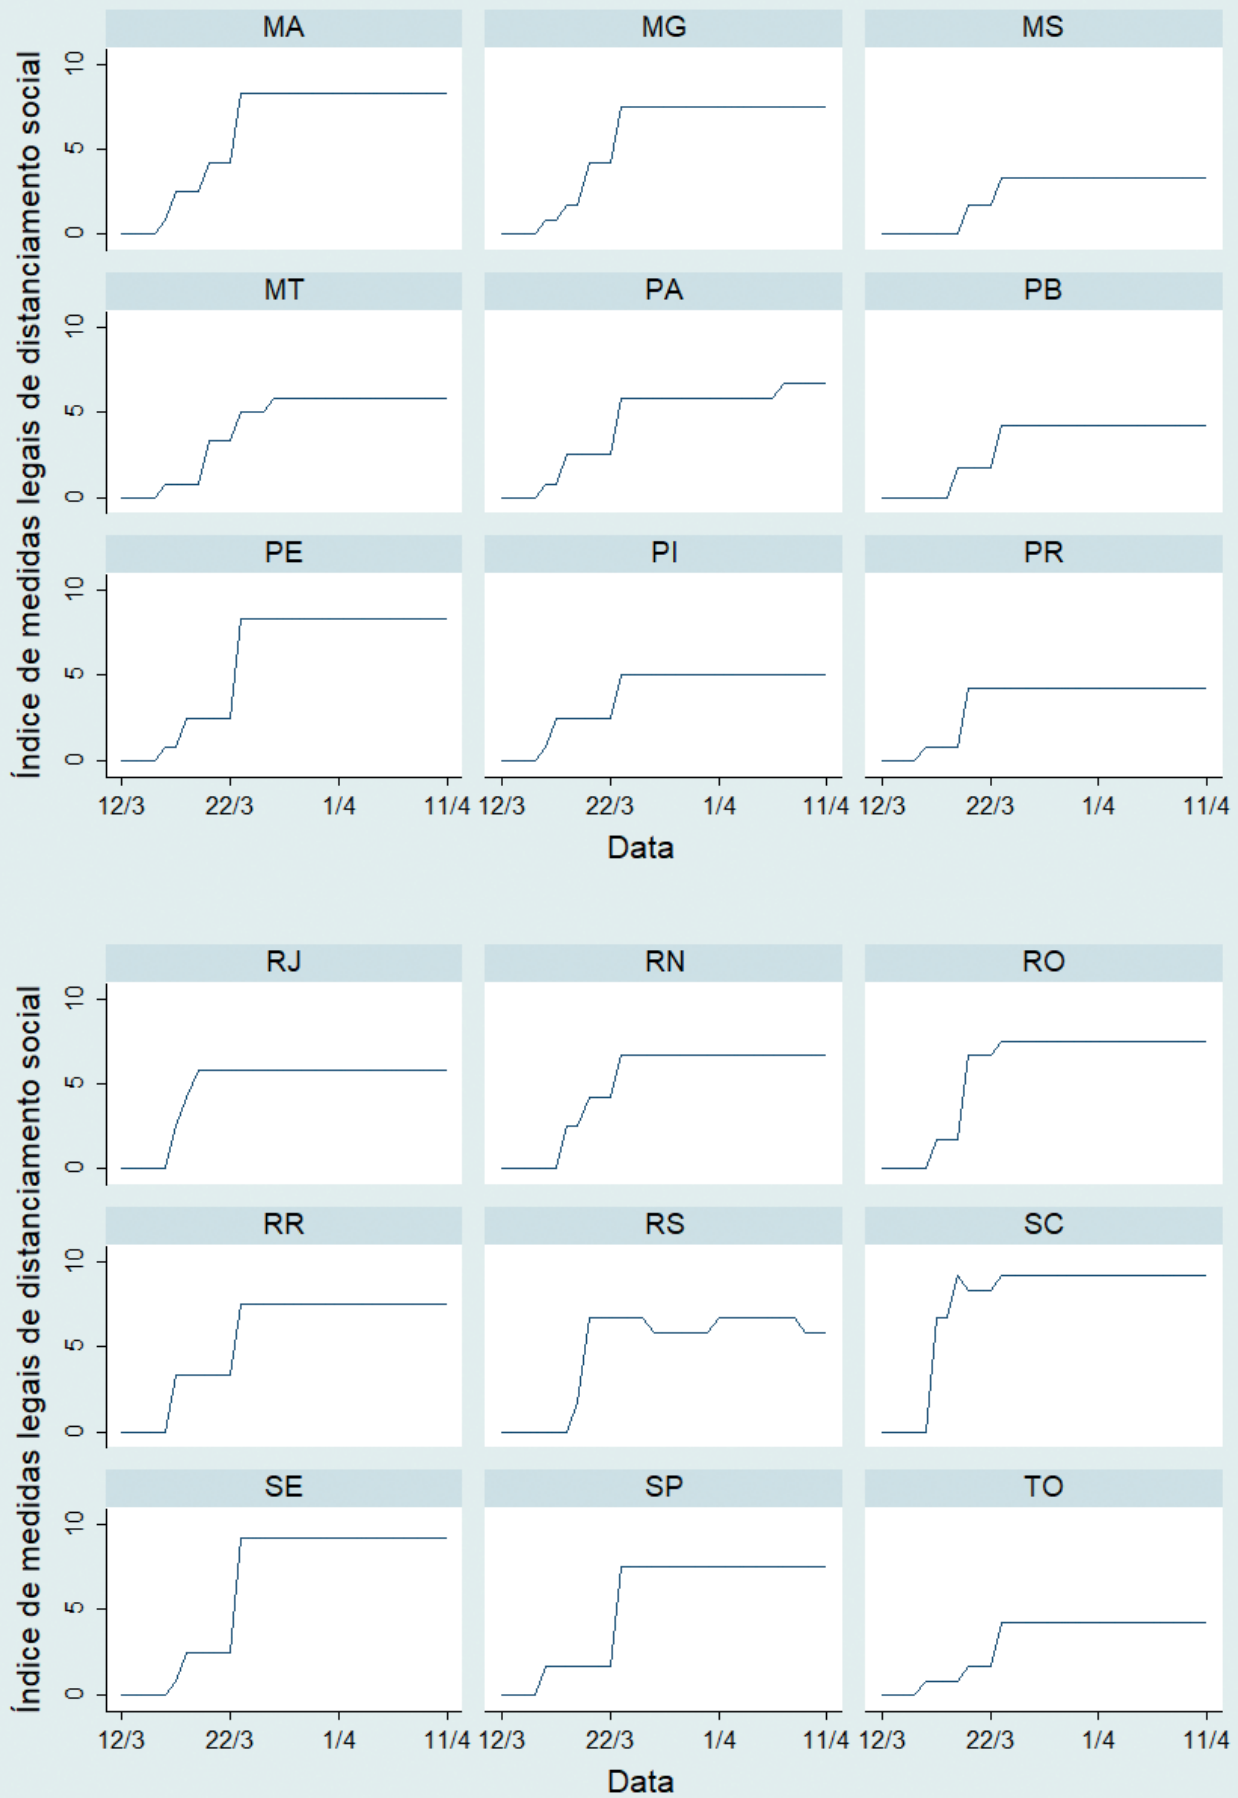 MA MG MS
Índice de medidas legais de distanciamento social
10
5
0
MT PA PB
10
5
0
PE PI PR
10
5
0
12/3 22/3 1/4 11/4 12/3 22/3 1/4 11/4 12/3 22/3 1/4 11/4
Data
RJ RN RO
Índice de medidas legais de distanciamento social
10
5
0
RR RS SC
10
5
0
SE SP TO
10
5
0
12/3 22/3 1/4 11/4 12/3 22/3 1/4 11/4 12/3 22/3 1/4 11/4
Data